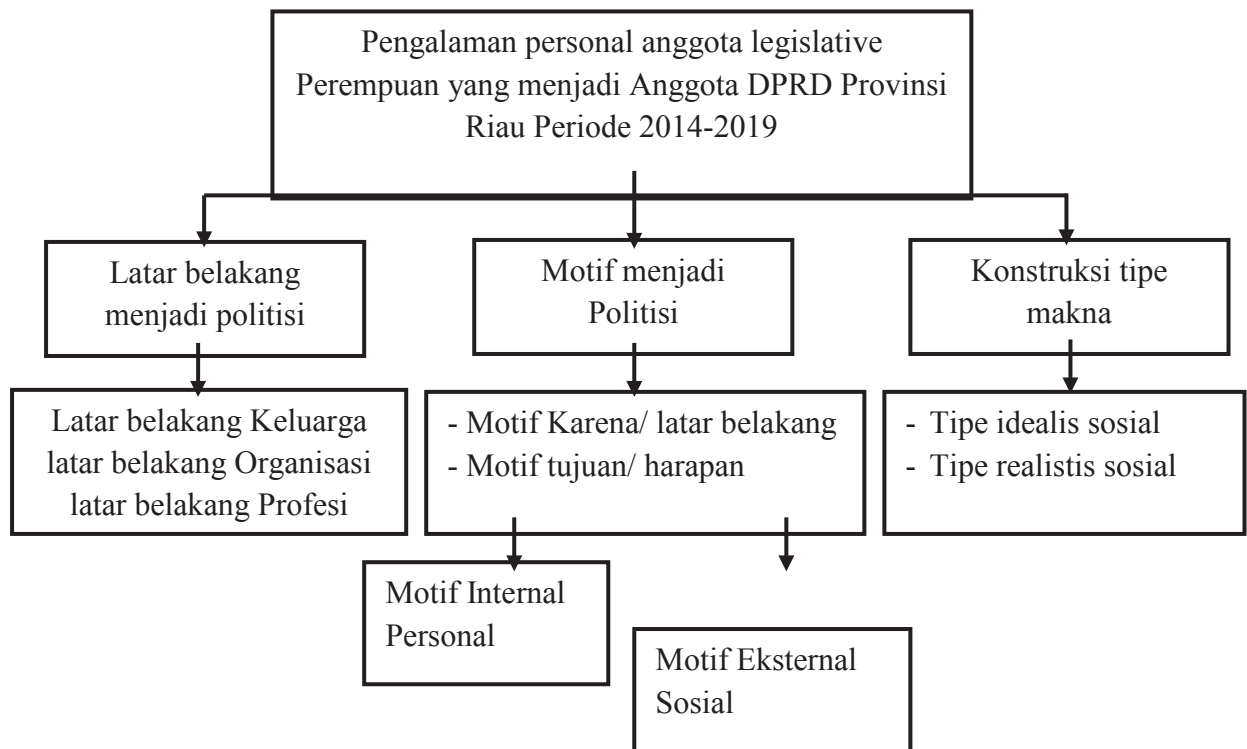 Pengalaman personal anggota legislative
Perempuan yang menjadi Anggota DPRD Provinsi
Riau Periode 2014-2019
Latar belakang
menjadi politisi
Motif menjadi
Politisi
Konstruksi tipe
makna
Latar belakang Keluarga
latar belakang Organisasi
latar belakang Profesi
- Motif Karena/ latar belakang
- Motif tujuan/ harapan
- Tipe idealis sosial
- Tipe realistis sosial
Motif Internal
Personal
Motif Eksternal
Sosial